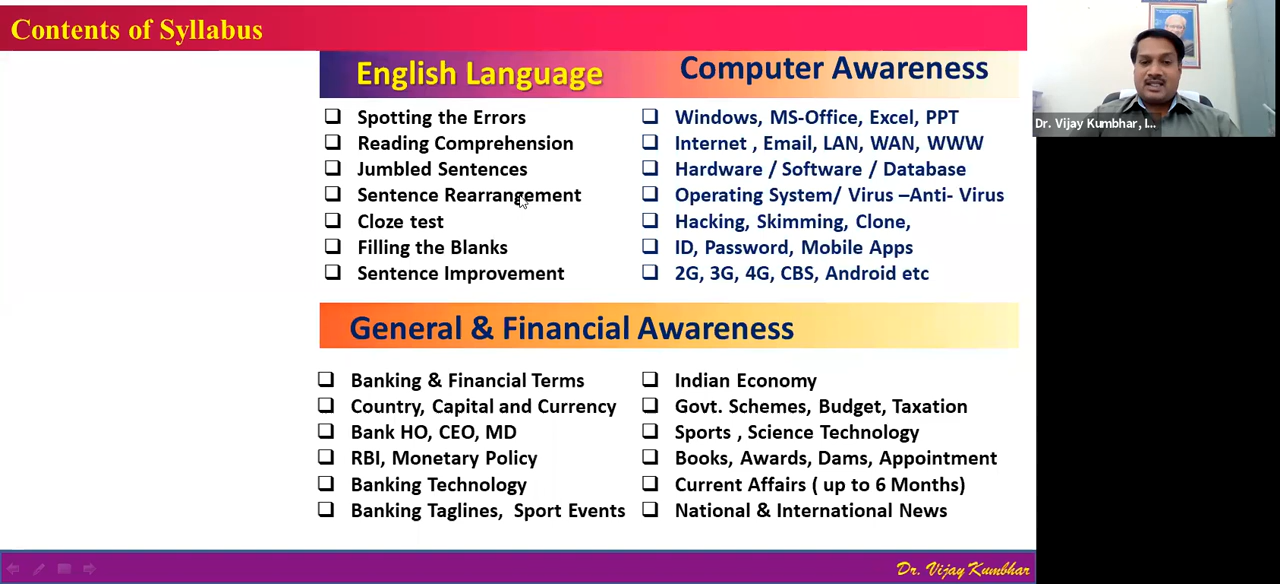 Contents of Syllabus
English Language
Spotting the Errors
Reading Comprehension
Jumbled Sentences
Sentence Rearrangement
Cloze test
Filling the Blanks
Sentence Improvement
Computer Awareness
Windows, MS-Office, Excel, PPT
Internet , Email, LAN, WAN, WWW
Hardware / Software / Database
Operating System/ Virus –Anti- Virus
Hacking, Skimming, Clone,
ID, Password, Mobile Apps
2G, 3G, 4G, CBS, Android etc
General & Financial Awareness
Banking & Financial Terms
Country, Capital and Currency
Bank HO, CEO, MD
RBI, Monetary Policy
Banking Technology
Banking Taglines, Sport Events
Indian Economy
Govt. Schemes, Budget, Taxation
Sports , Science Technology
Books, Awards, Dams, Appointment
Current Affairs ( up to 6 Months)
National & International News
Dr. Vijay Kumbhar
Dr. Vijay Kumbhar, I...